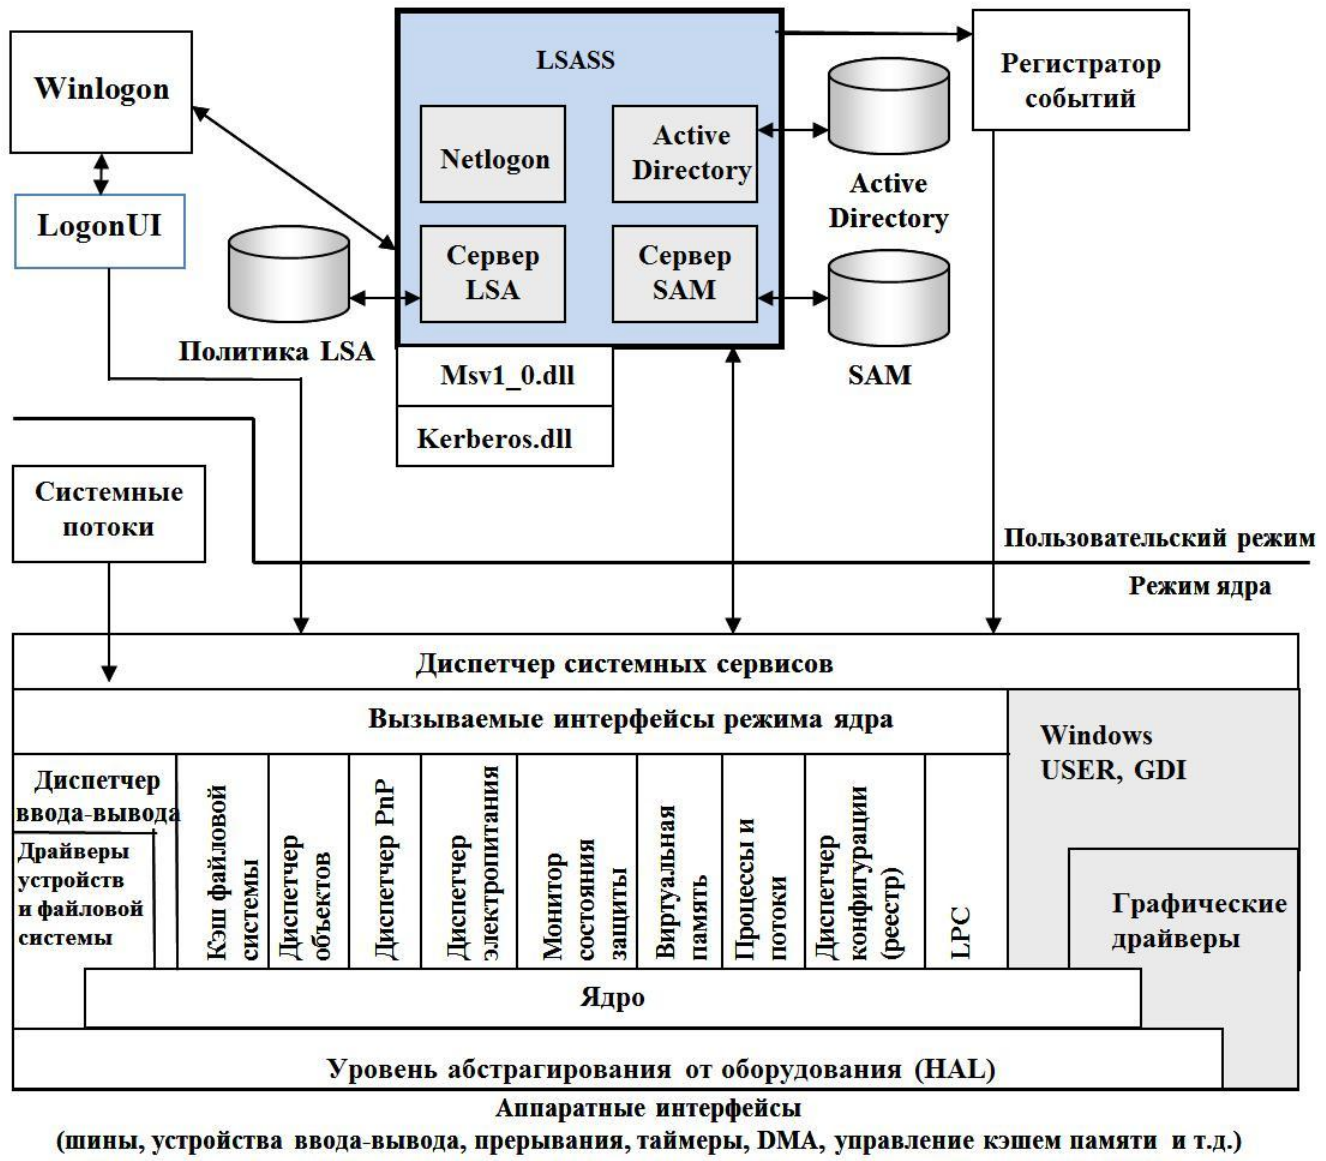 Winlogon
LogonUI
LSASS
Netlogon
Active
Directory
Сервер
LSA
Сервер
SAM
Msv1_0.dll
Kerberos.dll
Политика LSA
Active
Directory
SAM
Регистратор
событий
Системные
потоки
Пользовательский режим
Режим ядра
Диспетчер системных сервисов
Вызываемые интерфейсы режима ядра
Windows
USER, GDI
Диспетчер
ввода-вывода
Драйверы
устройств
и файловой
системы
Кэш файловой
системы
Диспетчер
объектов
Диспетчер PnP
Диспетчер
электропитания
Монитор
состояния
защиты
Виртуальная
память
Процессы и
потоки
Диспетчер
конфигурации
(реестр)
LPC
Графические
драйверы
Ядро
Уровень абстрагирования от оборудования (HAL)
Аппаратные интерфейсы
(шины, устройства ввода-вывода, прерывания, таймеры, DMA, управление кэшем памяти и т.д.)